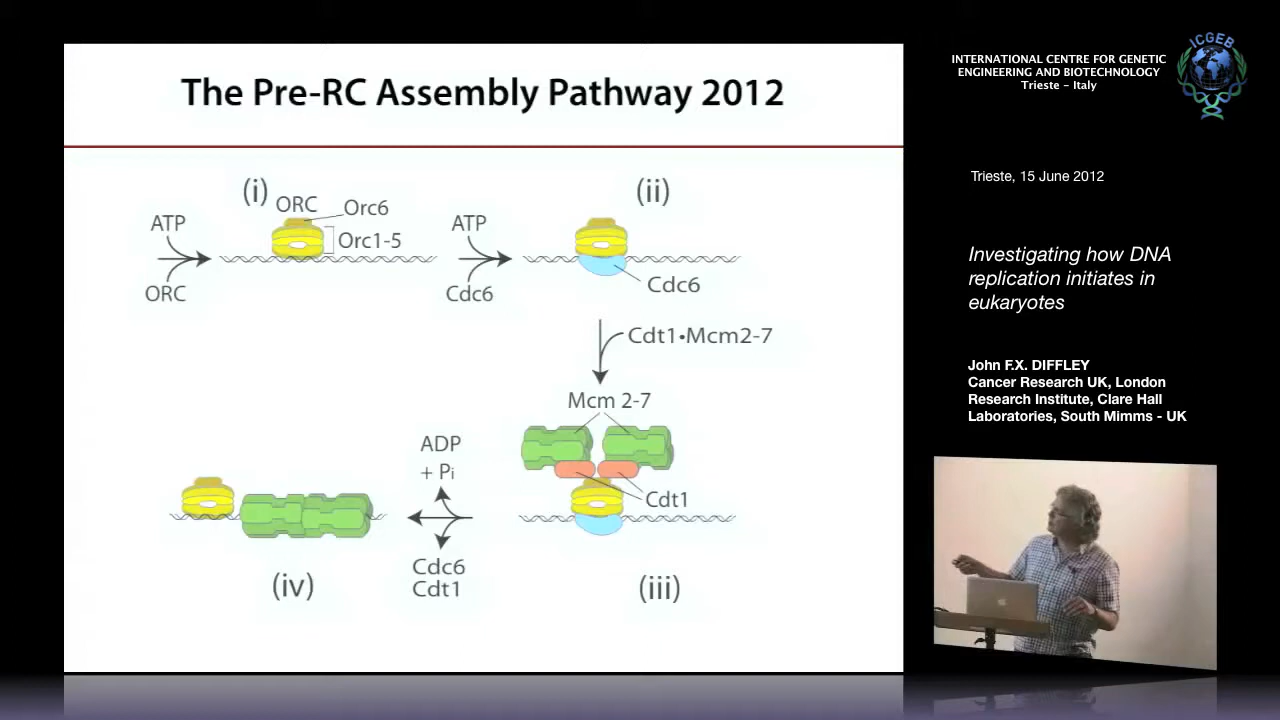 The Pre-RC Assembly Pathway 2012
(i)
ORC
Orc6
Orc1-5
ATP
ORC
(ii)
ATP
Cdc6
Cdc6
Cdt1•Mcm2-7
Mcm 2-7
Cdt1
(iii)
ADP
+ Pi
Cdc6
Cdt1
(iv)
ICGEB
INTERNATIONAL CENTRE FOR GENETIC
ENGINEERING AND BIOTECHNOLOGY
Trieste - Italy
Trieste, 15 June 2012
Investigating how DNA
replication initiates in
eukaryotes
John F.X. DIFFLEY
Cancer Research UK, London
Research Institute, Clare Hall
Laboratories, South Mimms - UK